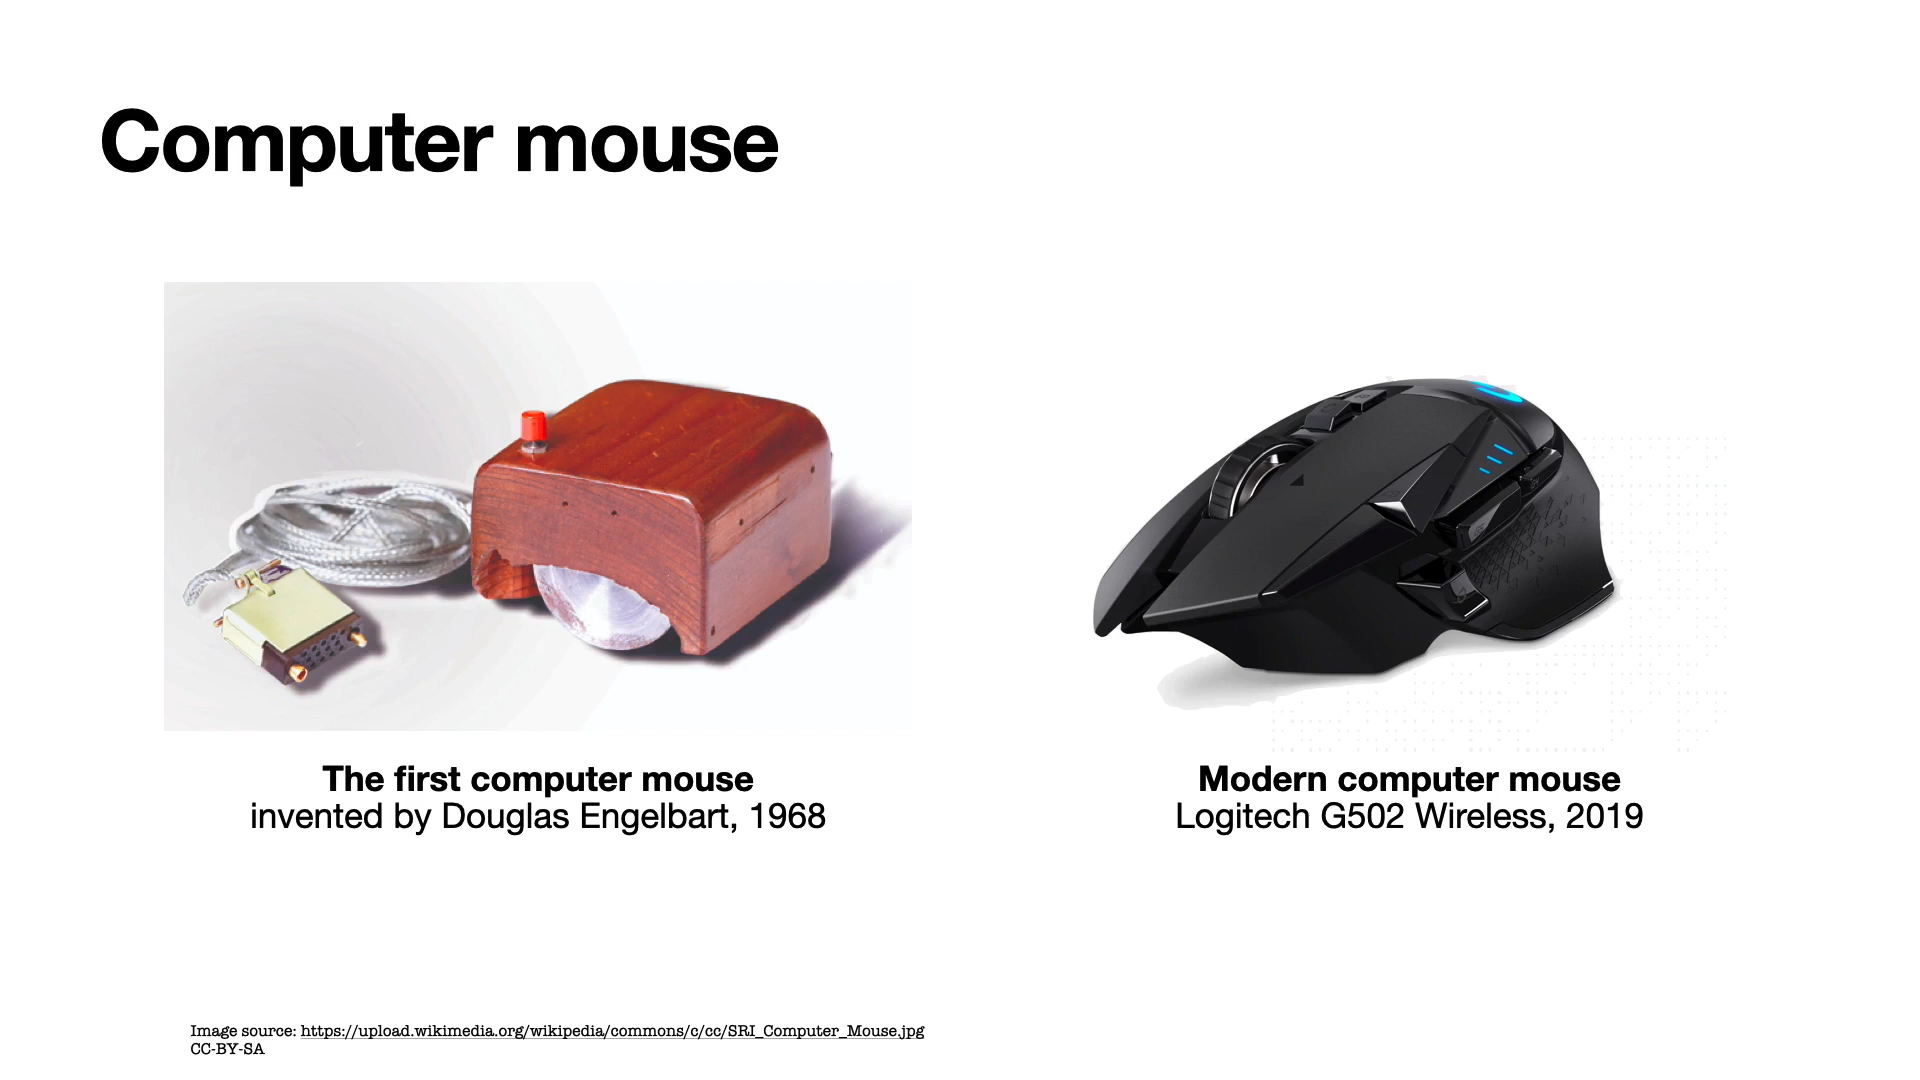 Computer mouse
The first computer mouse
invented by Douglas Engelbart, 1968
Modern computer mouse
Logitech G502 Wireless, 2019
Image source: https://upload.wikimedia.org/wikipedia/commons/c/cc/SRI_Computer_Mouse.jpg
CC-BY-SA